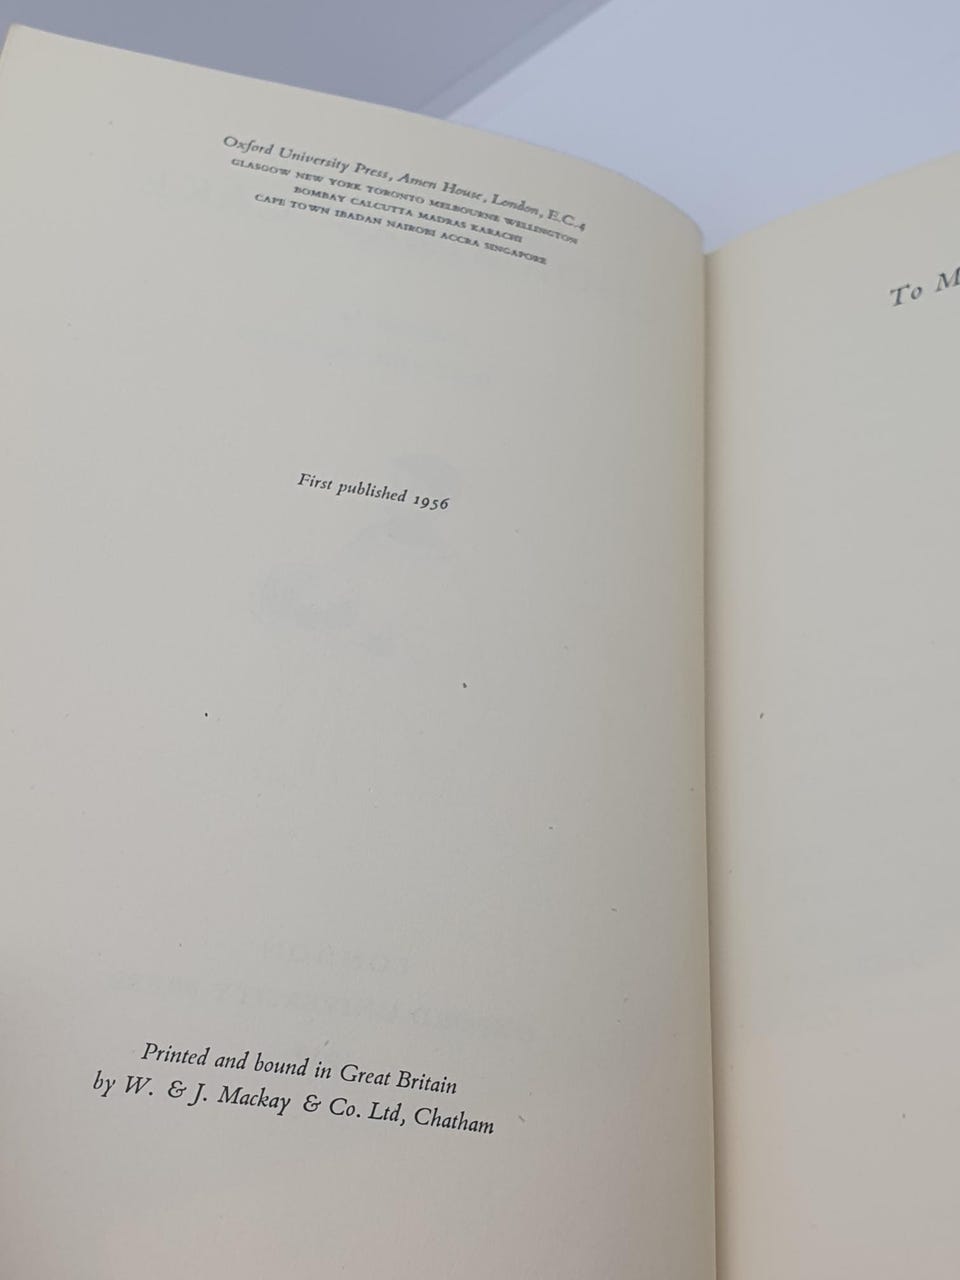 Oxford University Press, Amen House, London, E.C.4
GLASGOW NEW YORK TORONTO MELBOURNE WELLINGTON
BOMBAY CALCUTTA MADRAS KARACHI
CAPE TOWN IBADAN NAIROBI ACCRA SINGAPORE
First published 1956
Printed and bound in Great Britain
by W. & J. Mackay & Co. Ltd, Chatham
To M